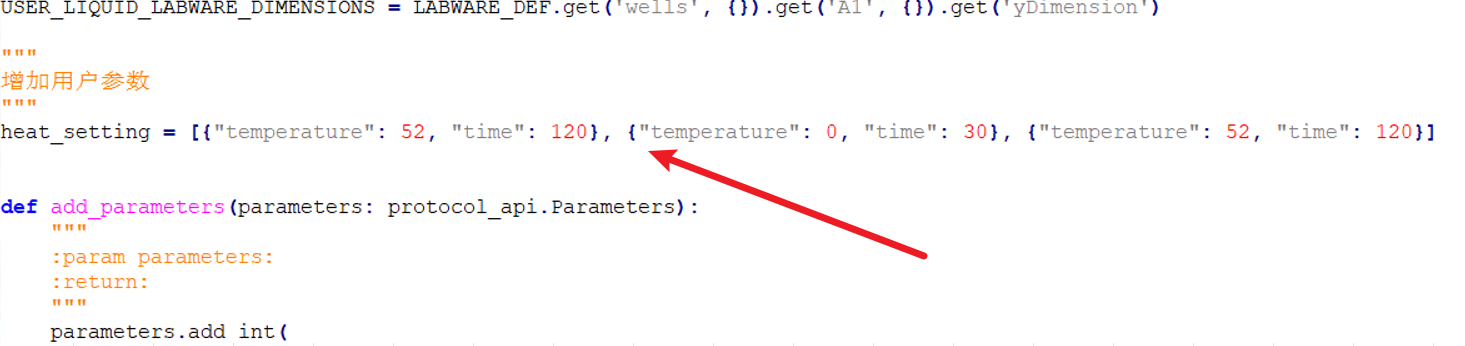 USER_LIQUID_LABWARE_DIMENSIONS = LABWARE_DEF.get('wells', {}).get('A1', {}).get('yDimension')
"""
增加用户参数
"""
heat_setting = [{"temperature": 52, "time": 120}, {"temperature": 0, "time": 30}, {"temperature": 52, "time": 120}]
def add_parameters(parameters: protocol_api.Parameters):
"""
:param parameters:
:return:
"""
parameters.add_int(